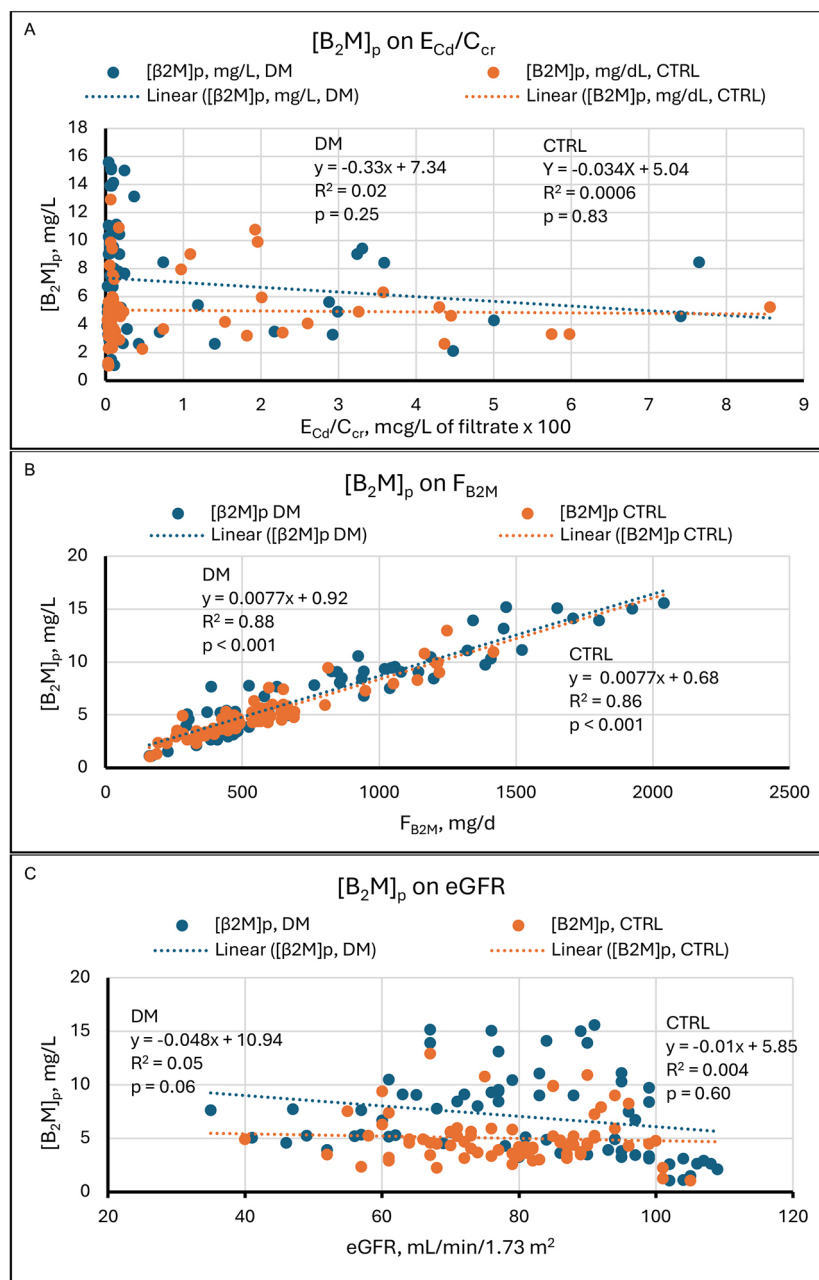 A
[B₂M]ₚ on E_Cd/C_cr
[β2M]p, mg/L, DM
[B2M]p, mg/dL, CTRL
Linear ([β2M]p, mg/L, DM)
Linear ([B2M]p, mg/dL, CTRL)
18
16
14
12
10
8
6
4
2
0
[B₂M]ₚ, mg/L
DM
y = -0.33x + 7.34
R² = 0.02
p = 0.25
CTRL
Y = -0.034X + 5.04
R² = 0.0006
p = 0.83
0 1 2 3 4 5 6 7 8 9
E_Cd/C_cr, mcg/L of filtrate x 100
B
[B₂M]ₚ on F_B2M
[β2M]p DM
[B2M]p CTRL
Linear ([β2M]p DM)
Linear ([B2M]p CTRL)
20
15
10
5
0
[B₂M]ₚ, mg/L
DM
y = 0.0077x + 0.92
R² = 0.88
p < 0.001
CTRL
y = 0.0077x + 0.68
R² = 0.86
p < 0.001
0 500 1000 1500 2000 2500
F_B2M, mg/d
C
[B₂M]ₚ on eGFR
[β2M]p, DM
[B2M]p, CTRL
Linear ([β2M]p, DM)
Linear ([B2M]p, CTRL)
20
15
10
5
0
[B₂M]ₚ, mg/L
DM
y = -0.048x + 10.94
R² = 0.05
p = 0.06
CTRL
y = -0.01x + 5.85
R² = 0.004
p = 0.60
20 40 60 80 100 120
eGFR, mL/min/1.73 m²